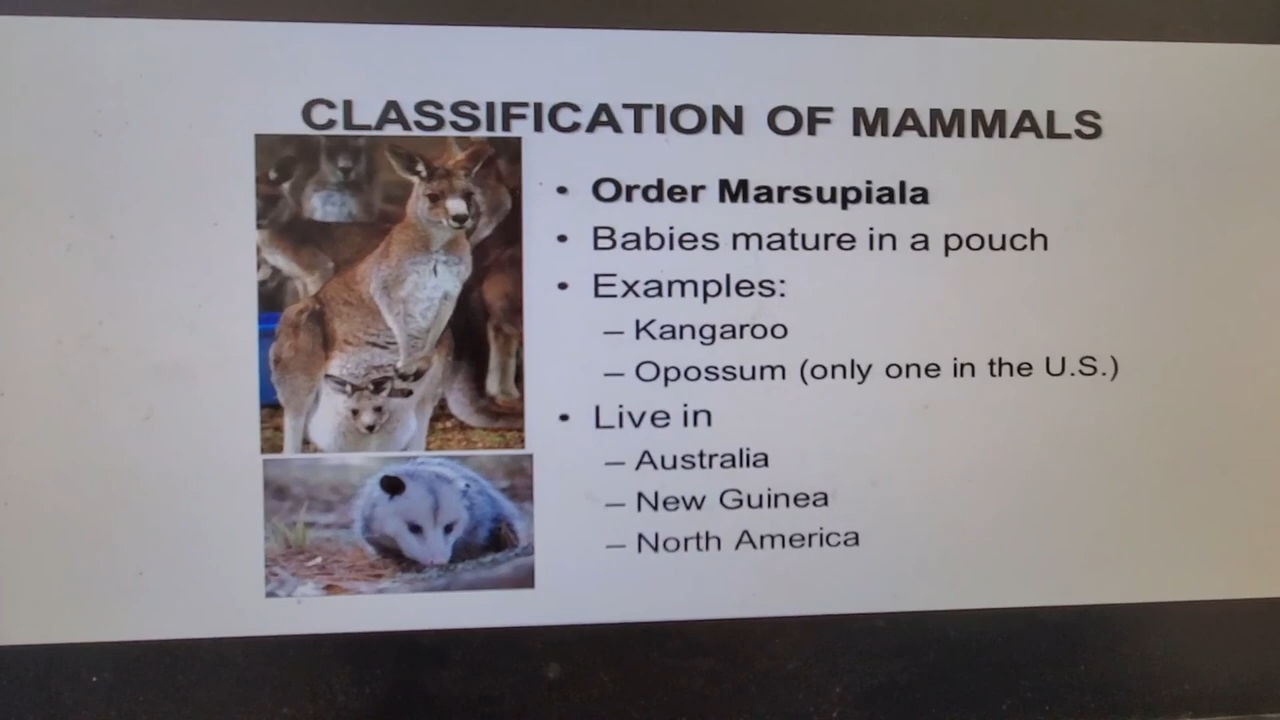 CLASSIFICATION OF MAMMALS
• Order Marsupiala
• Babies mature in a pouch
• Examples:
– Kangaroo
– Opossum (only one in the U.S.)
• Live in
– Australia
– New Guinea
– North America